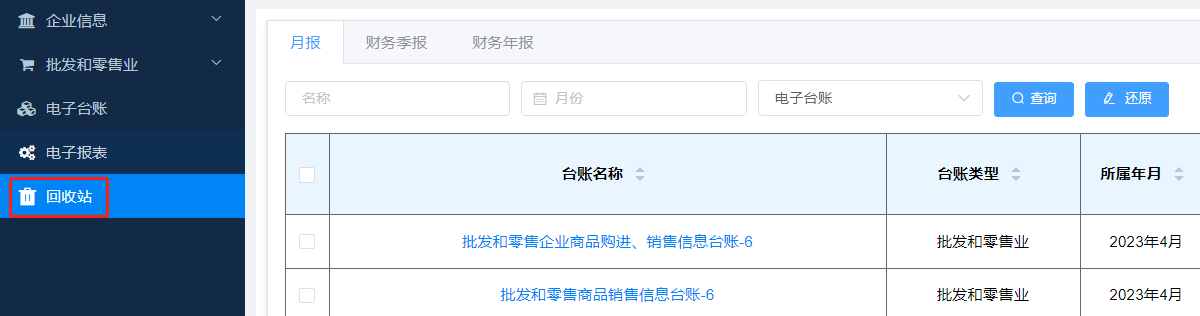 企业信息
批发和零售业
电子台账
电子报表
回收站
月报 财务季报 财务年报
名称 月份 电子台账 查询 还原
台账名称 台账类型 所属年月
批发和零售企业商品购进、销售信息台账-6 批发和零售业 2023年4月
批发和零售商品销售信息台账-6 批发和零售业 2023年4月